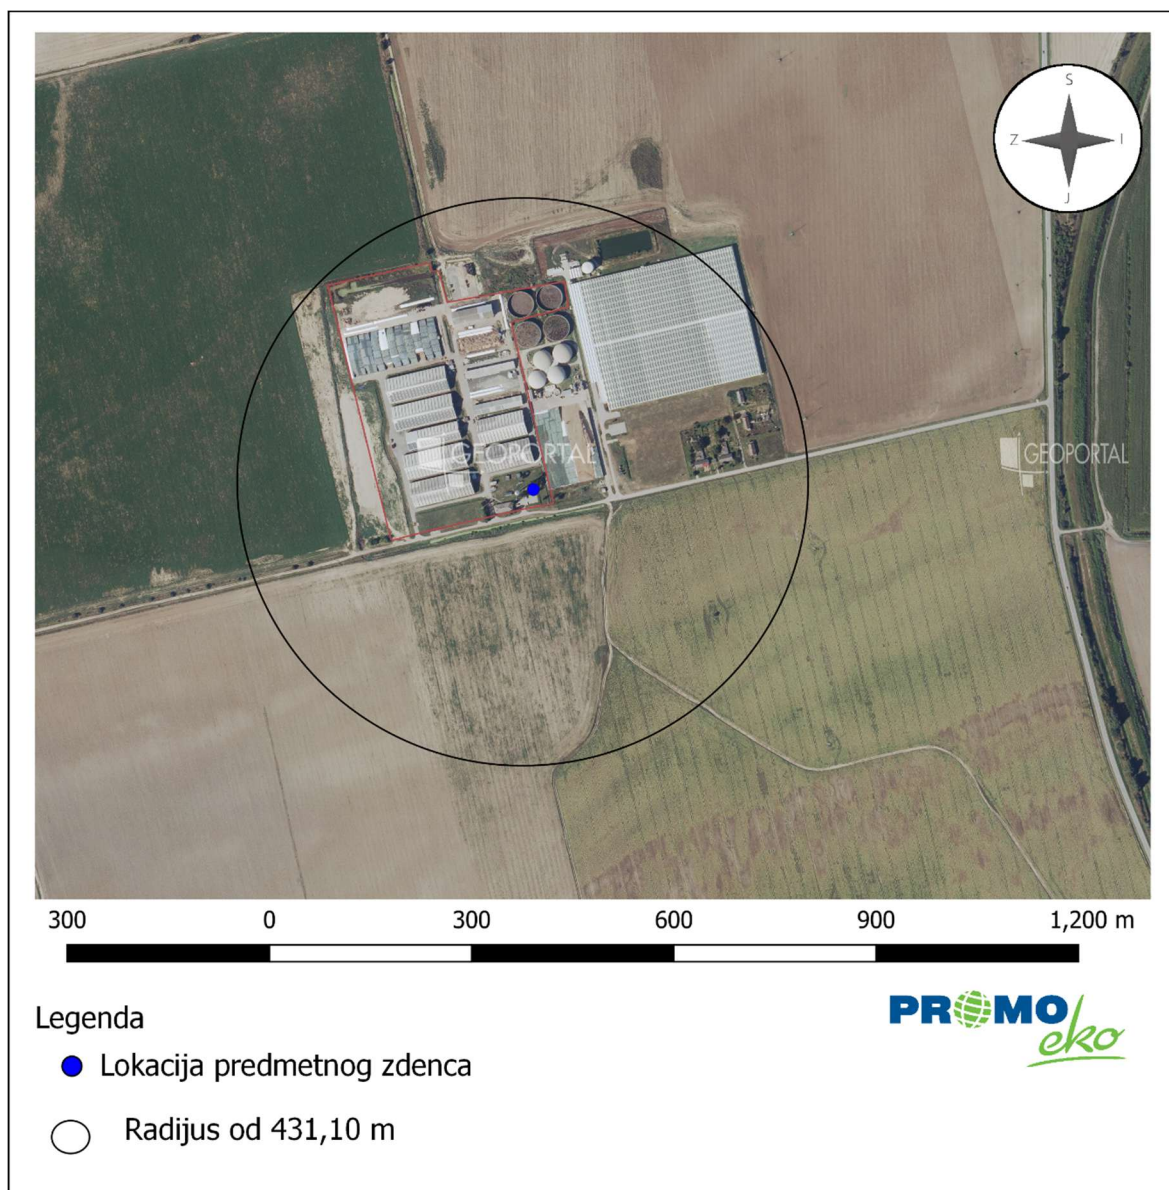 S
Z I
J
GEOPORTAL GEOPORTAL
300 0 300 600 900 1,200 m
Legenda
PROMO
eko
Lokacija predmetnog zdenca
Radijus od 431,10 m